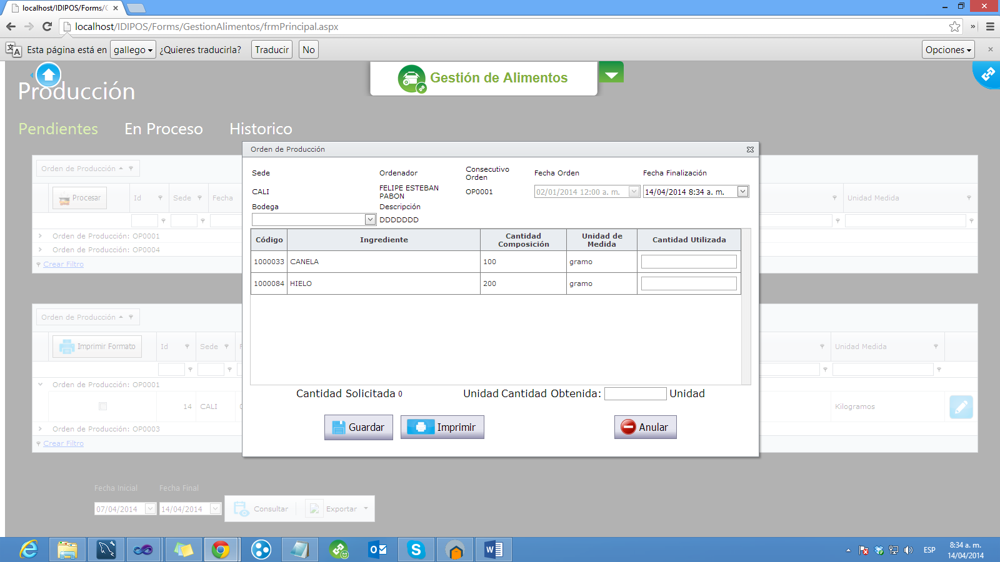 localhost/IDIPOS/Forms/G
localhost/IDIPOS/Forms/GestionAlimentos/frmPrincipal.aspx
Esta página está en gallego ¿Quieres traducirla? Traducir No Opciones
Gestión de Alimentos
Producción
Pendientes En Proceso Historico
Orden de Producción
Procesar Id Sede Fecha Unidad Medida
Orden de Producción: OP0001
Orden de Producción: OP0004
Crear Filtro
Orden de Producción
Imprimir Formato Id Sede Unidad Medida
Orden de Producción: OP0001
14 CALI Kilogramos
Orden de Producción: OP0003
Crear Filtro
Orden de Producción
Sede Ordenador Consecutivo Orden Fecha Orden Fecha Finalización
CALI FELIPE ESTEBAN PABON OP0001 02/01/2014 12:00 a. m. 14/04/2014 8:34 a. m.
Bodega Descripción
DDDDDDD
Código Ingrediente Cantidad Composición Unidad de Medida Cantidad Utilizada
1000033 CANELA 100 gramo
1000084 HIELO 200 gramo
Cantidad Solicitada 0 Unidad Cantidad Obtenida: Unidad
Guardar Imprimir Anular
Fecha Inicial Fecha Final
07/04/2014 14/04/2014 Consultar Exportar
ESP
8:34 a. m.
14/04/2014